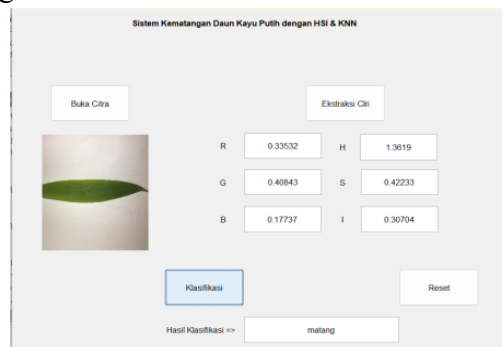 Sistem Kematangan Daun Kayu Putih dengan HSI & KNN
Buka Citra
Ekstraksi Ciri
R 0.33532 H 1.3619
G 0.40843 S 0.42233
B 0.17737 I 0.30704
Klasifikasi
Reset
Hasil Klasifikasi => matang